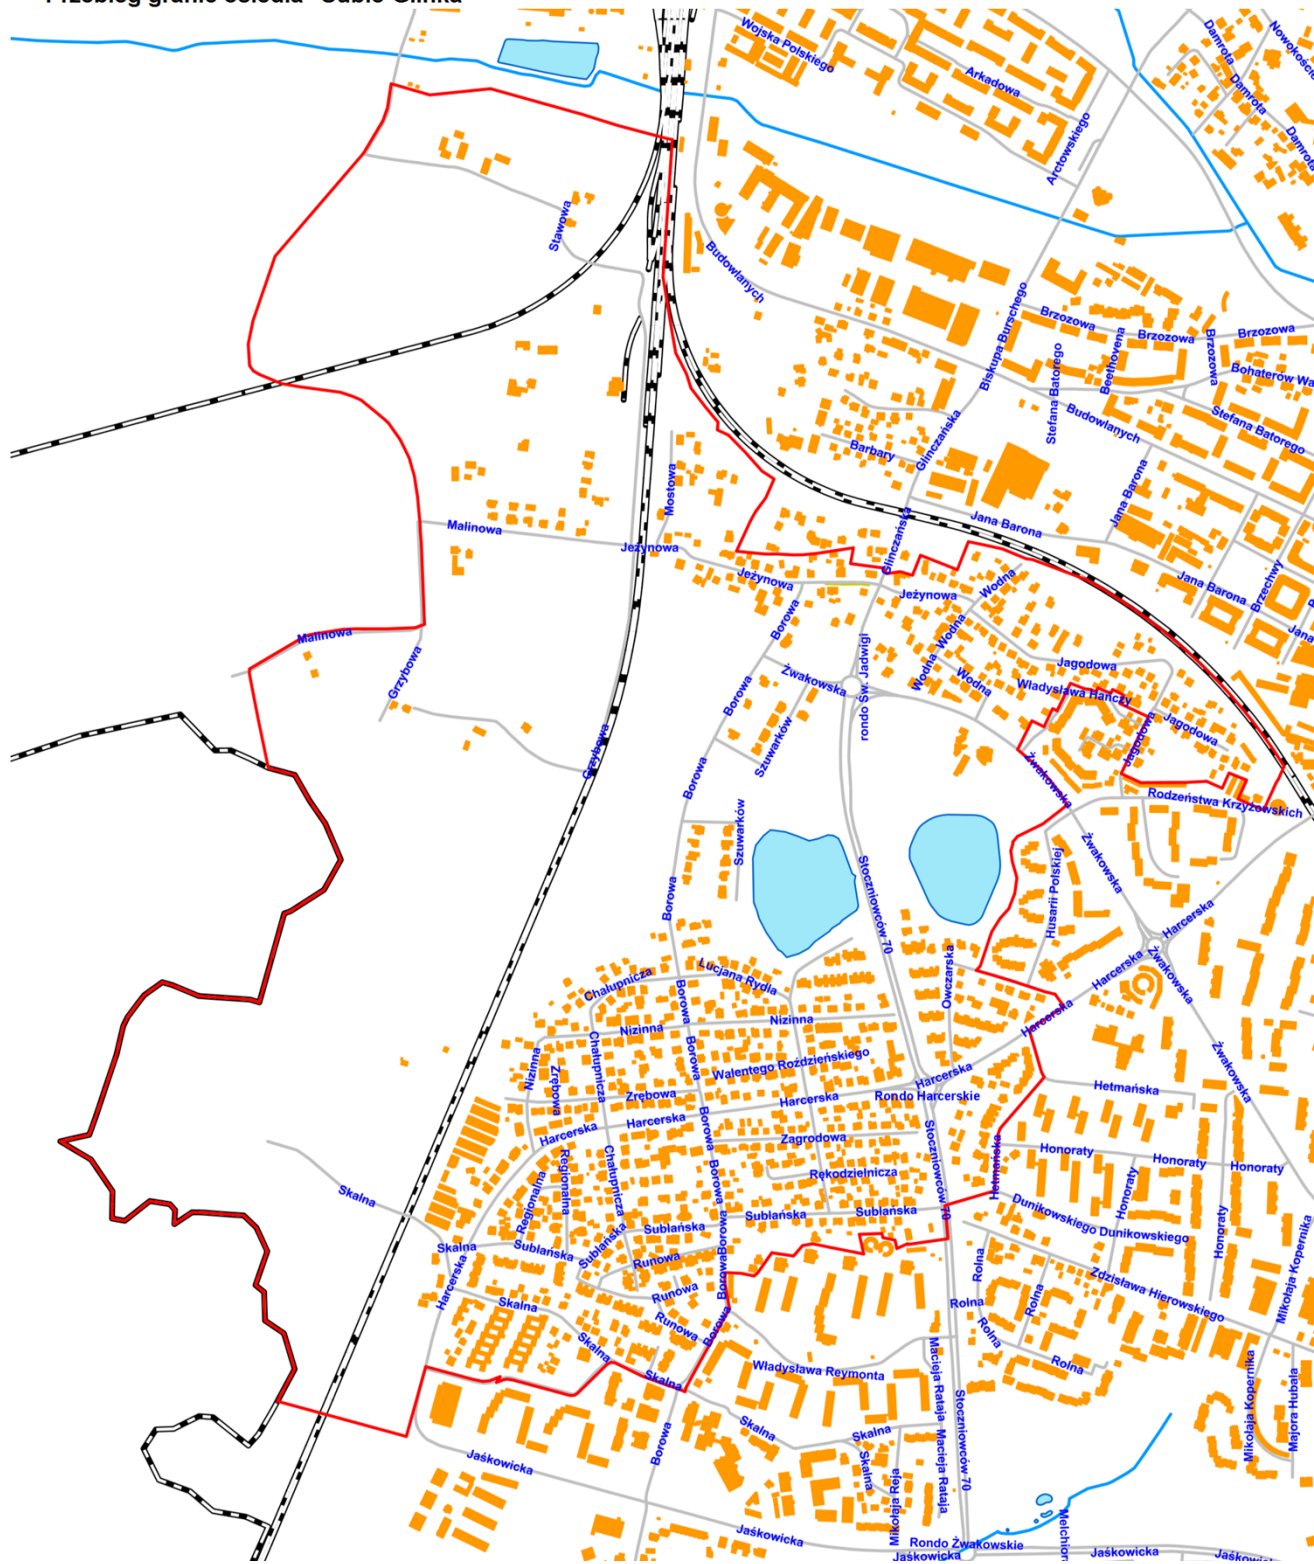 Wojska Polskiego
Arkadowa
Damrota
Damrota
Arctowskiego
Stawowa
Budowlanych
Biskupa Burschego
Brzozowa
Brzozowa
Brzozowa
Brzozowa
Beethovena
Stefana Batorego
Budowlanych
Stefana Batorego
Barbary
Glinczańska
Mostowa
Jana Barona
Jana Barona
Jana Barona
Brzechwy
Malinowa
Jeżynowa
Jeżynowa
Glinczańska
Jeżynowa
Wodna
Wodna
Wodna
Wodna
Borowa
Malinowa
Grzybowa
Grzybowa
Żwakowska
rondo Św. Jadwigi
Jagodowa
Władysława Hańczy
Jagodowa
Jagodowa
Borowa
Szuwarków
Borowa
Żwakowska
Rodzeństwa Krzyżowskich
Szuwarków
Żwakowska
Husarii Polskiej
Borowa
Stoczniowców 70
Harcerska
Żwakowska
Harcerska
Harcerska
Owczarska
Chałupnicza
Lucjana Rydla
Borowa
Nizinna
Nizinna
Nizinna
Chałupnicza
Borowa
Walentego Roździeńskiego
Zrębowa
Zrębowa
Harcerska
Harcerska
Harcerska
Harcerska
Rondo Harcerskie
Hetmańska
Żwakowska
Borowa
Zagrodowa
Stoczniowców 70
Hetmańska
Honoraty
Honoraty
Honoraty
Honoraty
Honoraty
Regionalna
Regionalna
Chałupnicza
Borowa
Rękodzielnicza
Skalna
Sublańska
Sublańska
Sublańska
Sublańska
Sublańska
Dunikowskiego
Dunikowskiego
Skalna
Harcerska
Runowa
Runowa
Runowa
Borowa
Borowa
Borowa
Rolna
Rolna
Rolna
Rolna
Rolna
Zdzisława Hierowskiego
Mikołaja Kopernika
Mikołaja Kopernika
Majora Hubala
Skalna
Skalna
Skalna
Władysława Reymonta
Macieja Rataja
Macieja Rataja
Stoczniowców 70
Skalna
Skalna
Skalna
Mikołaja Reja
Borowa
Jaśkowicka
Jaśkowicka
Rondo Żwakowskie
Jaśkowicka
Jaśkowicka